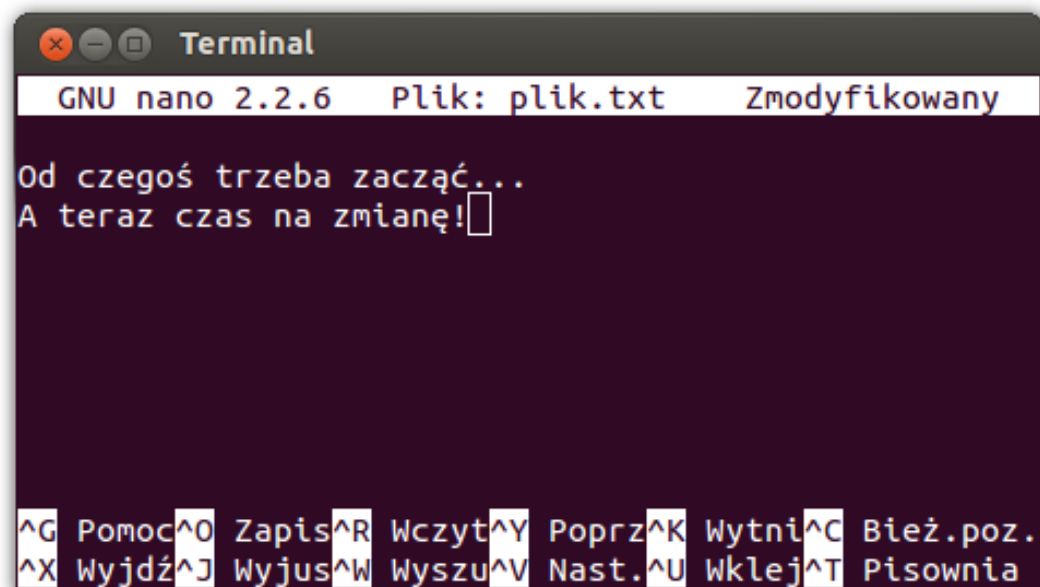 Terminal
GNU nano 2.2.6 Plik: plik.txt Zmodyfikowany
Od czegoś trzeba zacząć...
A teraz czas na zmianę!
^G Pomoc^O Zapis^R Wczyt^Y Poprz^K Wytni^C Bież.poz.
^X Wyjdź^J Wyjus^W Wyszu^V Nast.^U Wklej^T Pisownia